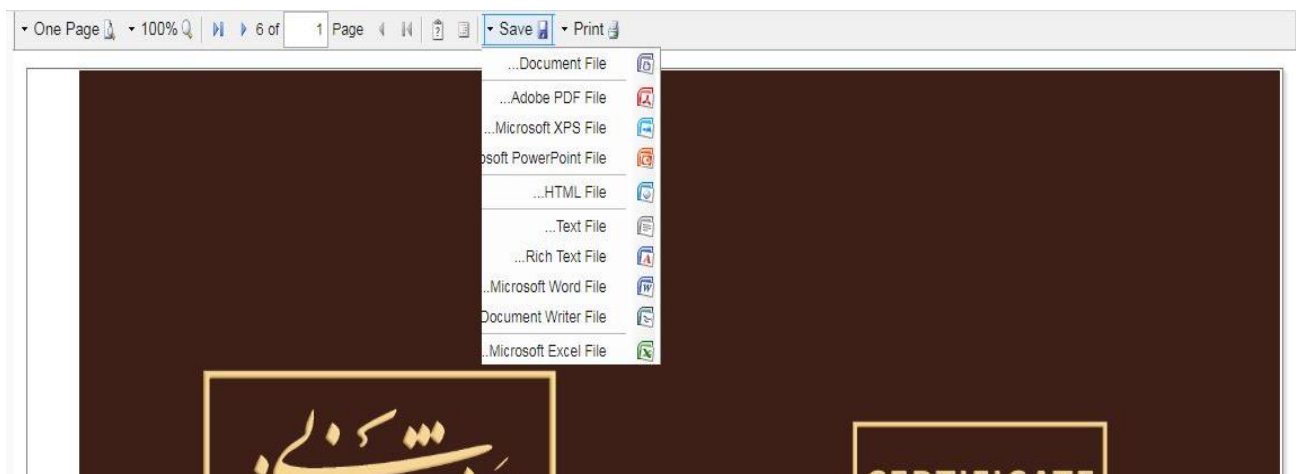 One Page 100% 6 of 1 Page Save Print
...Document File
...Adobe PDF File
...Microsoft XPS File
PowerPoint File
...HTML File
...Text File
...Rich Text File
..Microsoft Word File
Document Writer File
..Microsoft Excel File
CERTIFICATE